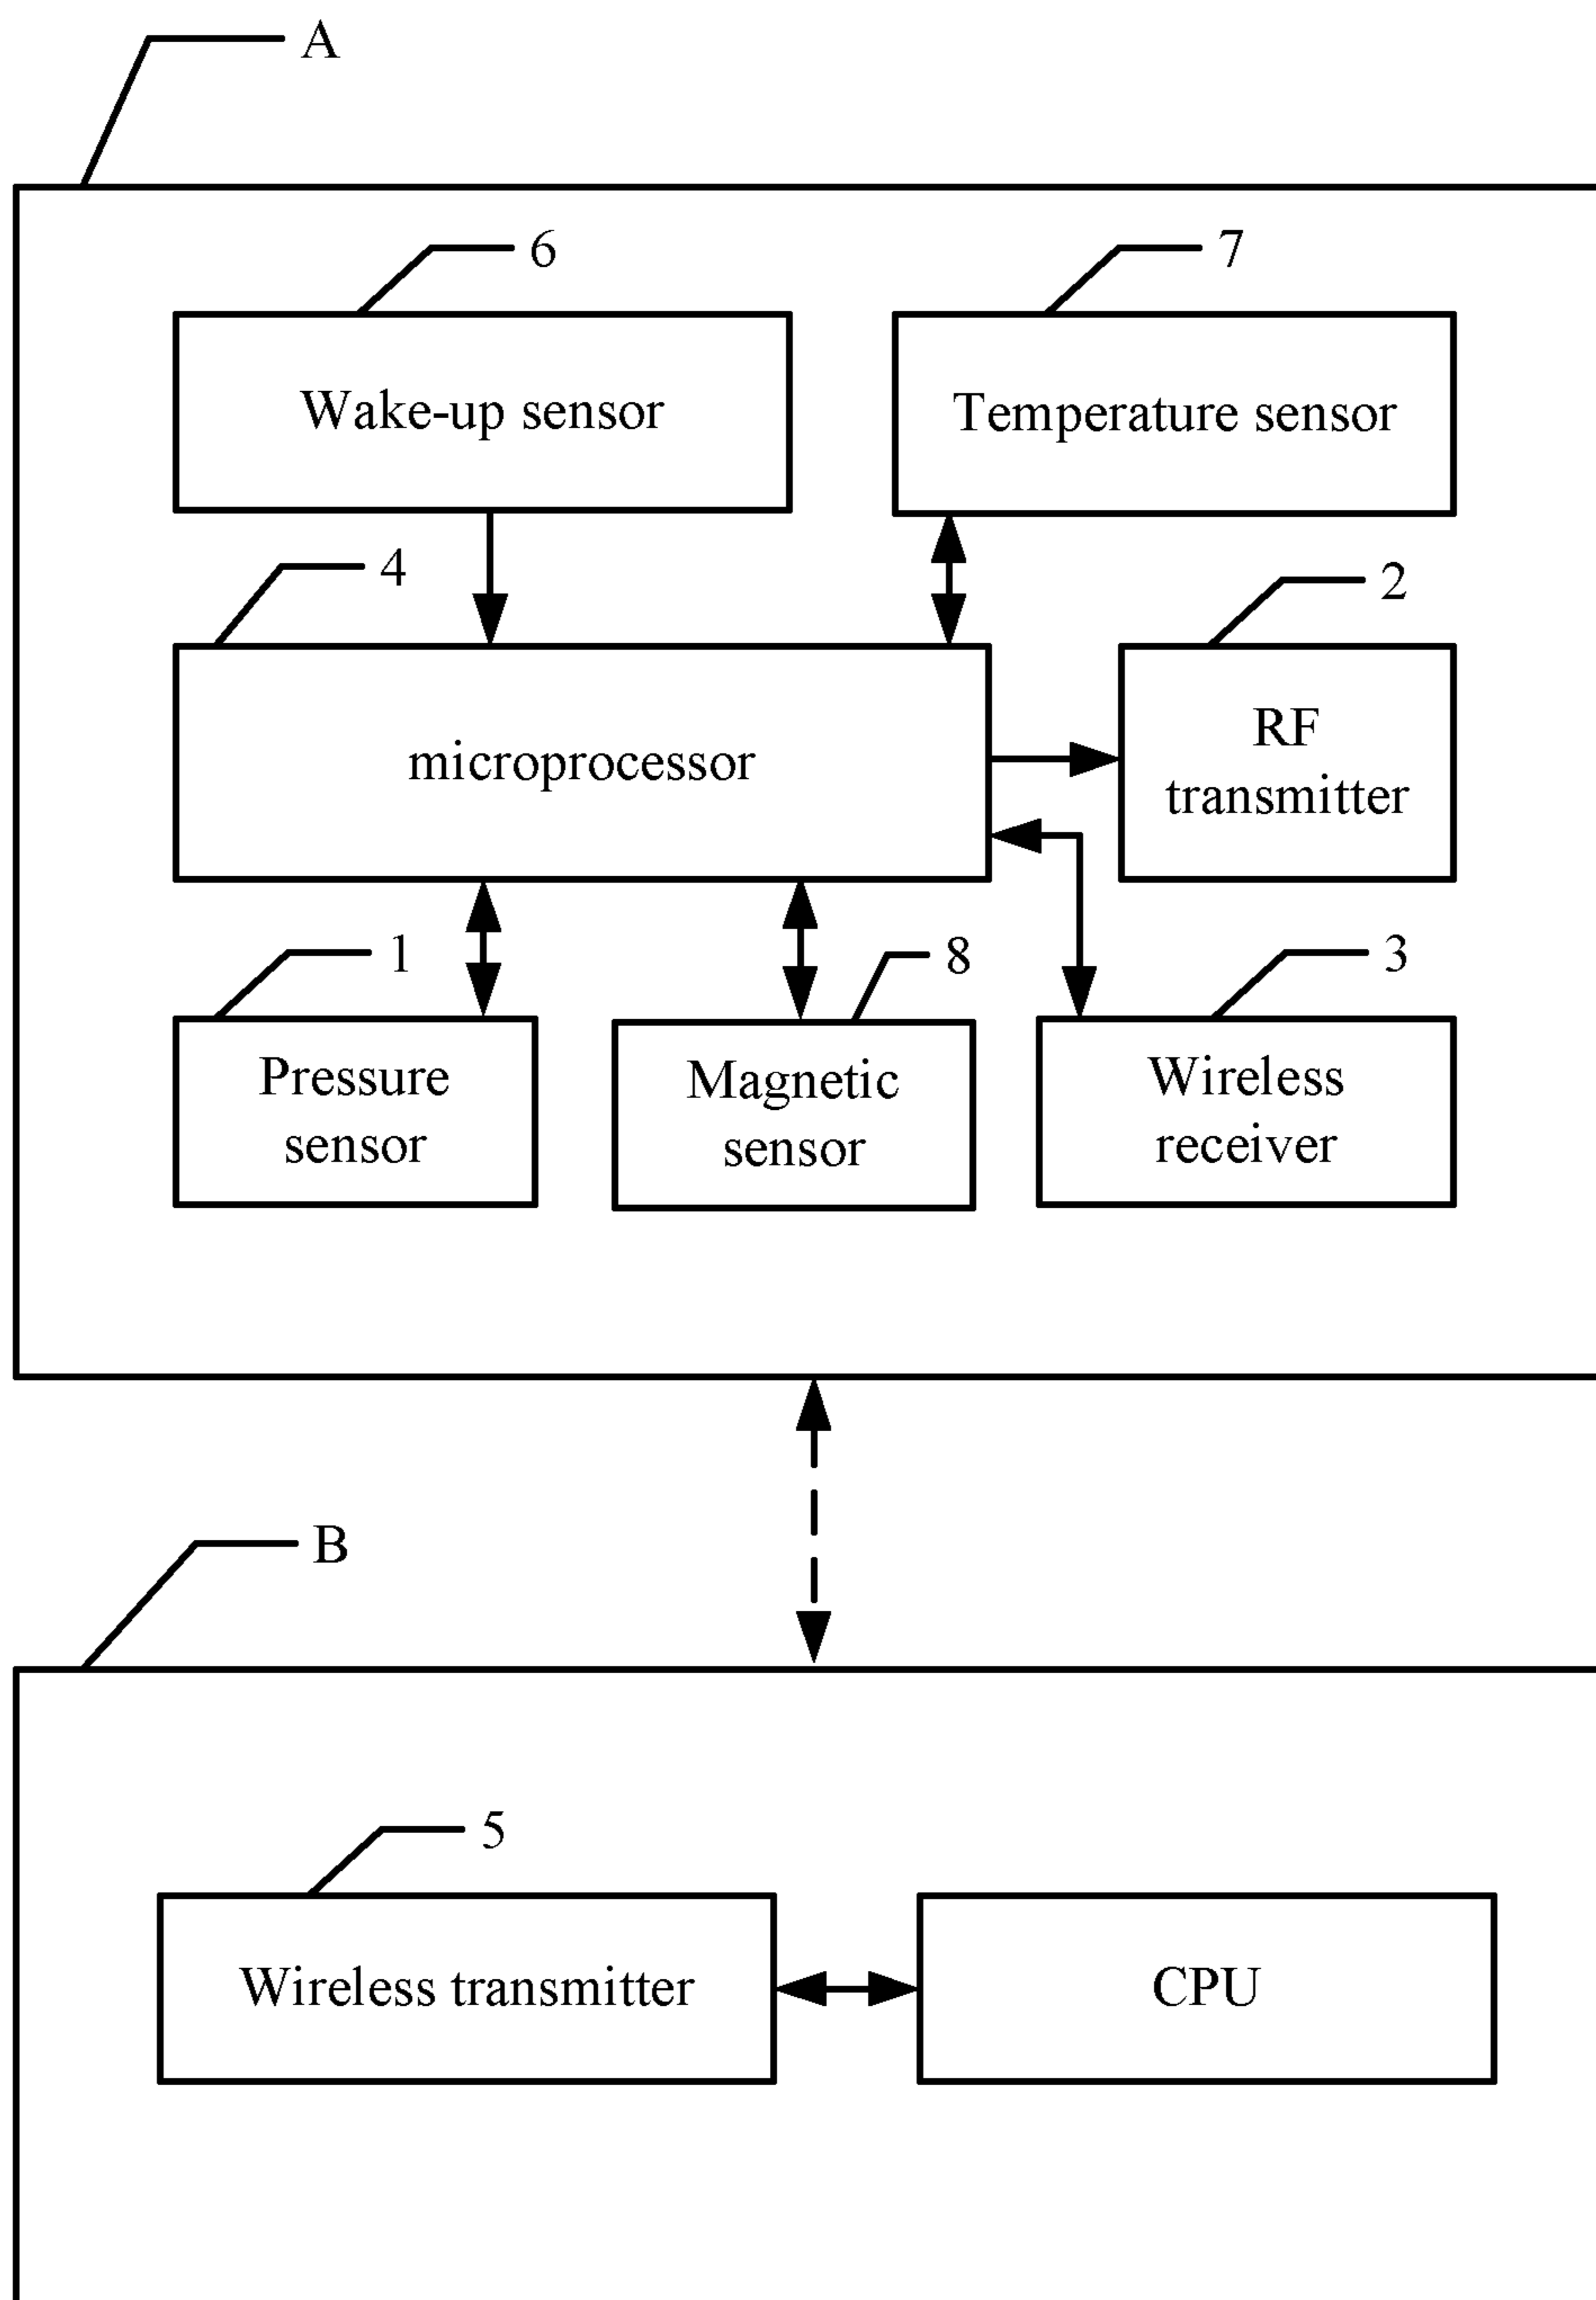 A
6
7
Wake-up sensor
Temperature sensor
4
2
microprocessor
RF
transmitter
1
8
3
Pressure
sensor
Magnetic
sensor
Wireless
receiver
B
5
Wireless transmitter
CPU